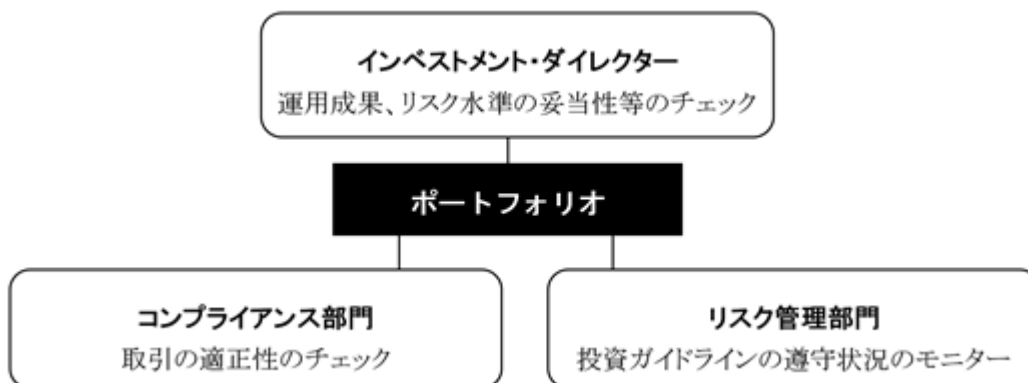 インベストメント・ダイレクター
運用成果、リスク水準の妥当性等のチェック
ポートフォリオ
コンプライアンス部門
取引の適正性のチェック
リスク管理部門
投資ガイドラインの遵守状況のモニター